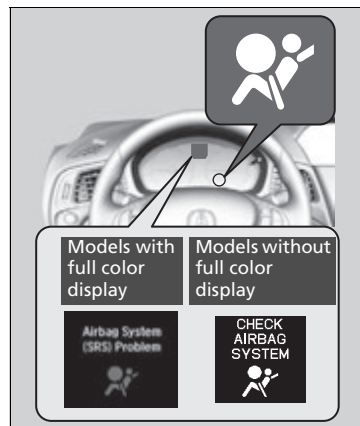 Models with
full color
display
Models without
full color
display
Airbag System
(SRS) Problem
CHECK
AIRBAG
SYSTEM